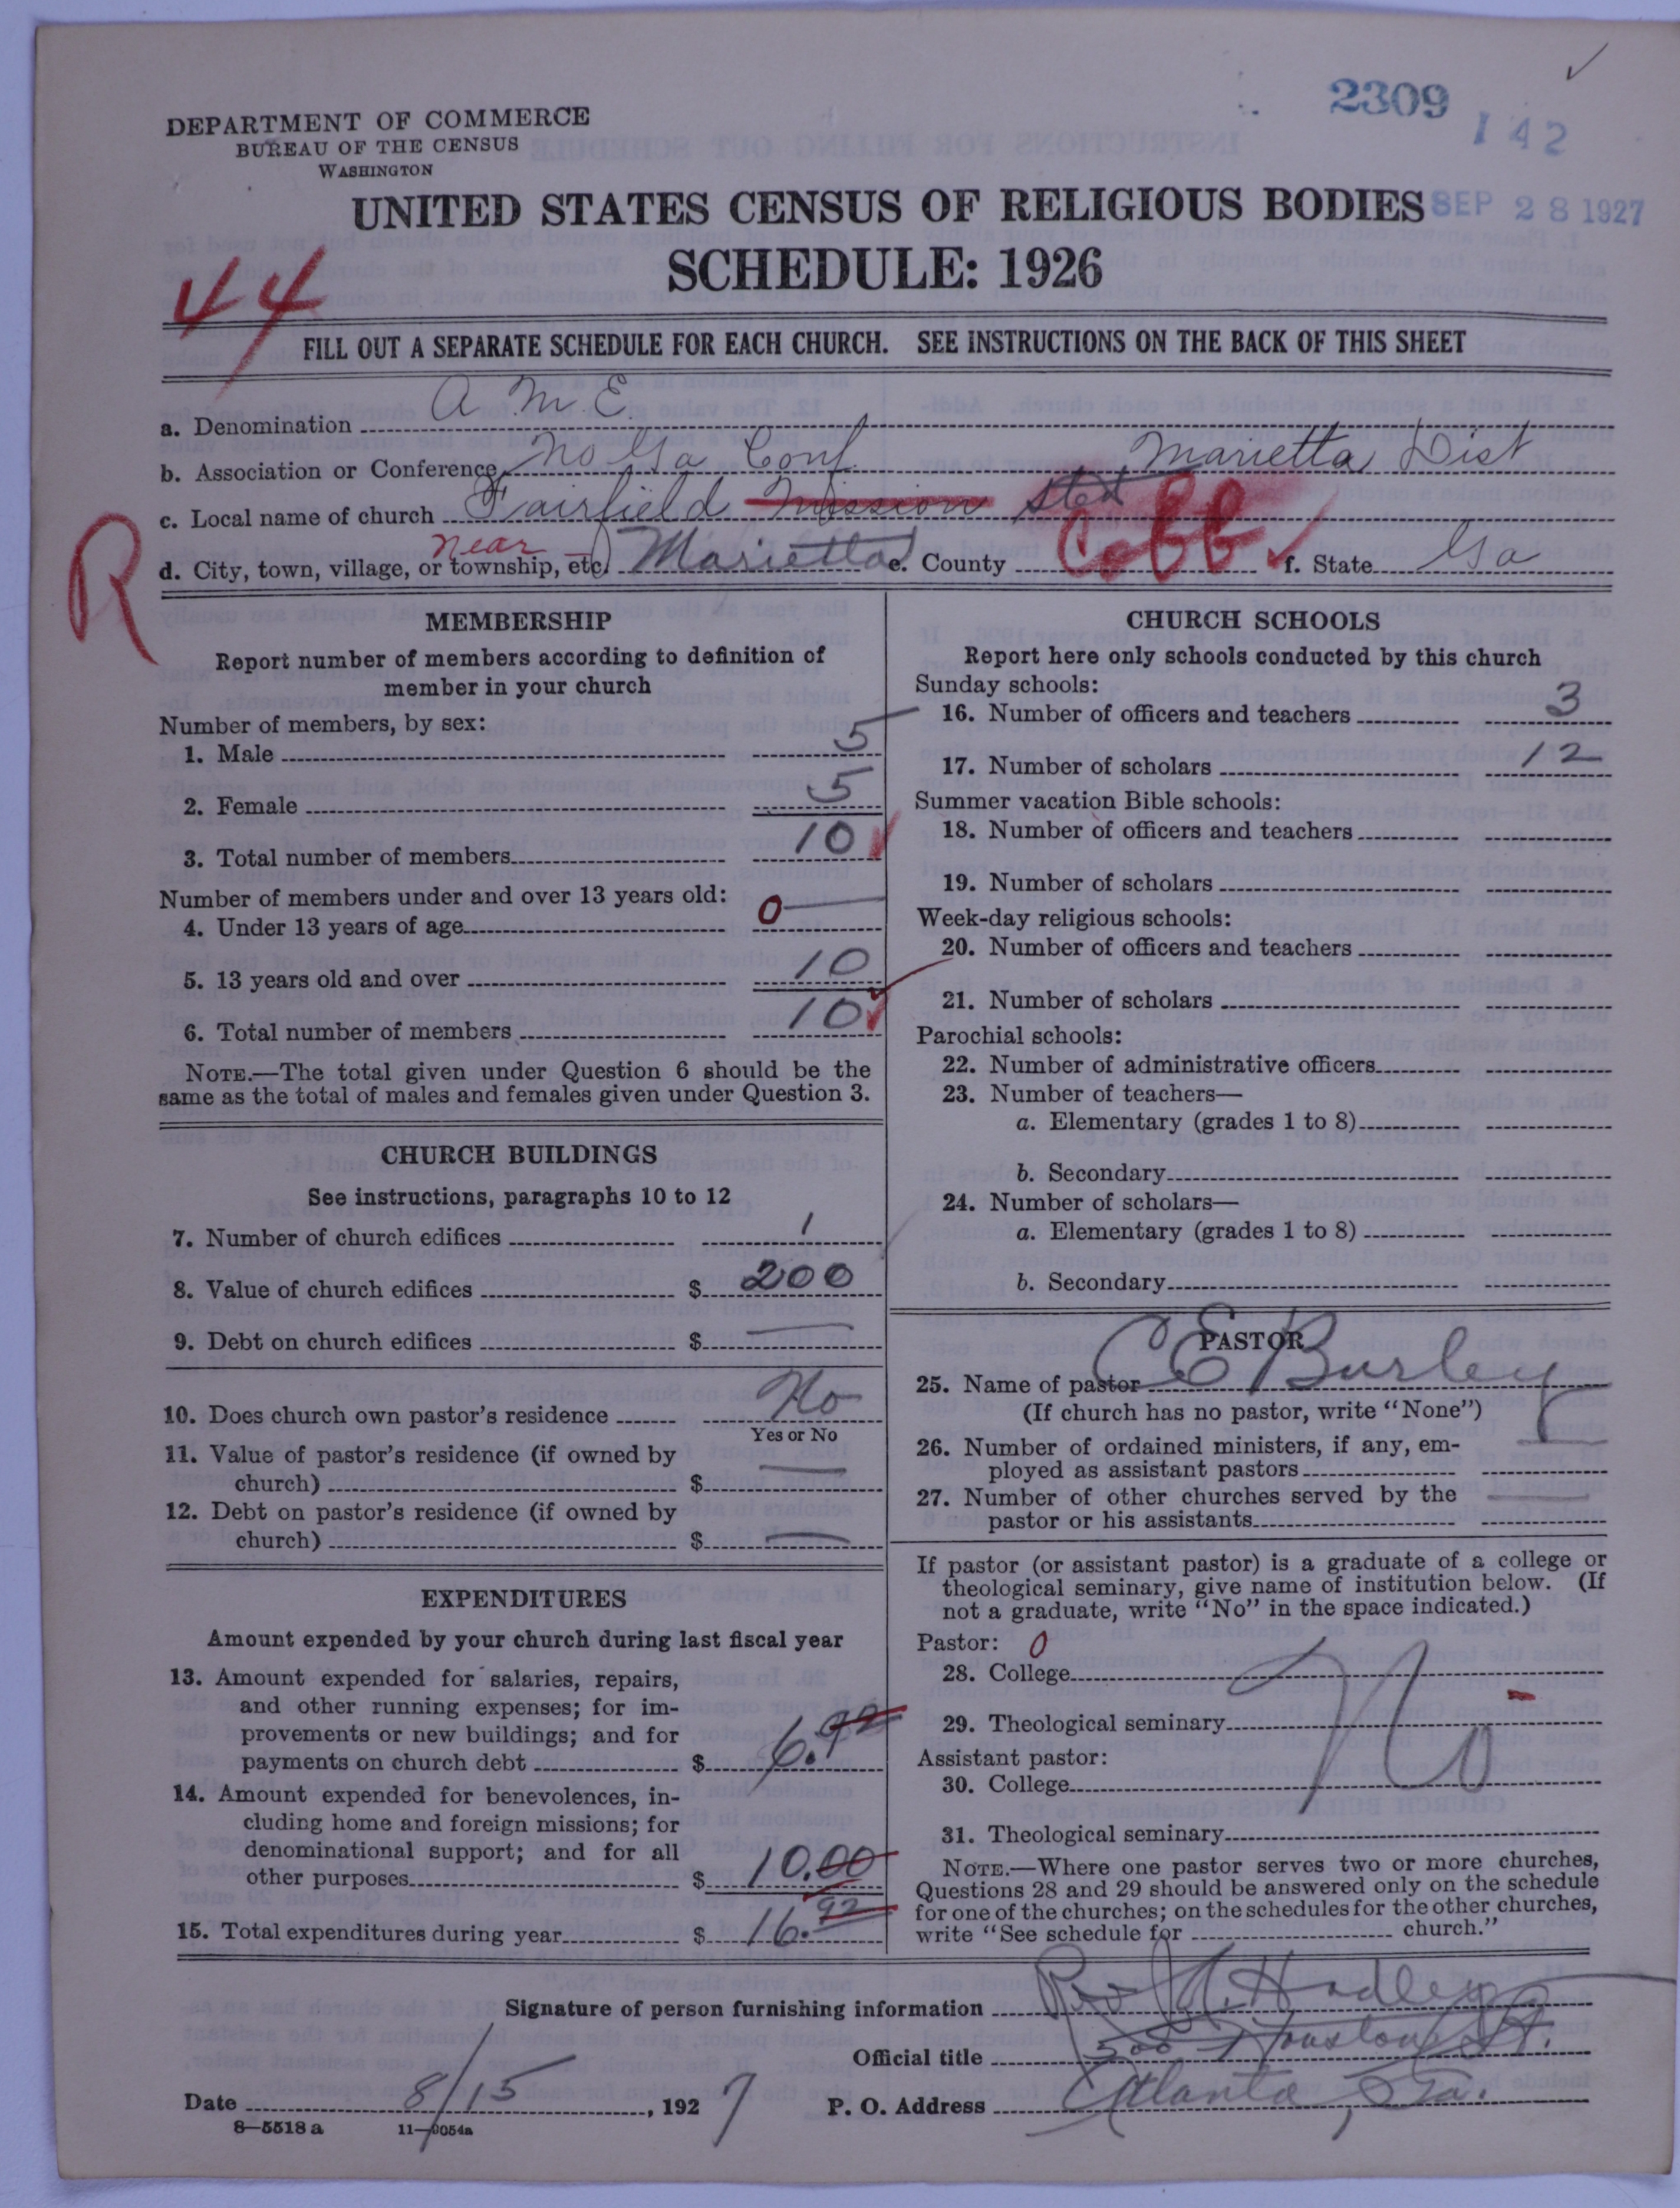 2309
142
DEPARTMENT OF COMMERCE
BUREAU OF THE CENSUS
WASHINGTON
UNITED STATES CENSUS OF RELIGIOUS BODIES
SEP 28 1927
SCHEDULE: 1926
44
FILL OUT A SEPARATE SCHEDULE FOR EACH CHURCH. SEE INSTRUCTIONS ON THE BACK OF THIS SHEET
a. Denomination A. M. E.
b. Association or Conference No Ga Conf Marietta Dist
c. Local name of church Fairfield Mission
R
d. City, town, village, or township, etc. near Marietta e. County Cobb f. State Ga
MEMBERSHIP
Report number of members according to definition of
member in your church
Number of members, by sex:
1. Male 5
2. Female 5
3. Total number of members 10
Number of members under and over 13 years old:
4. Under 13 years of age 0
5. 13 years old and over 10
6. Total number of members 10
NOTE.—The total given under Question 6 should be the
same as the total of males and females given under Question 3.
CHURCH BUILDINGS
See instructions, paragraphs 10 to 12
7. Number of church edifices 1
8. Value of church edifices $ 200
9. Debt on church edifices $ —
10. Does church own pastor's residence No
Yes or No
11. Value of pastor's residence (if owned by
church) $ —
12. Debt on pastor's residence (if owned by
church) $ —
EXPENDITURES
Amount expended by your church during last fiscal year
13. Amount expended for salaries, repairs,
and other running expenses; for im-
provements or new buildings; and for
payments on church debt $ 6.92
14. Amount expended for benevolences, in-
cluding home and foreign missions; for
denominational support; and for all
other purposes $ 10.00
15. Total expenditures during year $ 16.92
CHURCH SCHOOLS
Report here only schools conducted by this church
Sunday schools:
16. Number of officers and teachers 3
17. Number of scholars 12
Summer vacation Bible schools:
18. Number of officers and teachers
19. Number of scholars
Week-day religious schools:
20. Number of officers and teachers
21. Number of scholars
Parochial schools:
22. Number of administrative officers
23. Number of teachers—
a. Elementary (grades 1 to 8)
b. Secondary
24. Number of scholars—
a. Elementary (grades 1 to 8)
b. Secondary
PASTOR
25. Name of pastor C E Burley
(If church has no pastor, write "None")
26. Number of ordained ministers, if any, em-
ployed as assistant pastors —
27. Number of other churches served by the
pastor or his assistants —
If pastor (or assistant pastor) is a graduate of a college or
theological seminary, give name of institution below. (If
not a graduate, write "No" in the space indicated.)
Pastor: 0
28. College No
29. Theological seminary
Assistant pastor:
30. College
31. Theological seminary
NOTE.—Where one pastor serves two or more churches,
Questions 28 and 29 should be answered only on the schedule
for one of the churches; on the schedules for the other churches,
write "See schedule for church."
Signature of person furnishing information Rev J. A. Hadley
Official title 500 Houston St.
Date 8/15, 1927 P. O. Address Atlanta, Ga.
8—5518 a 11—9054a